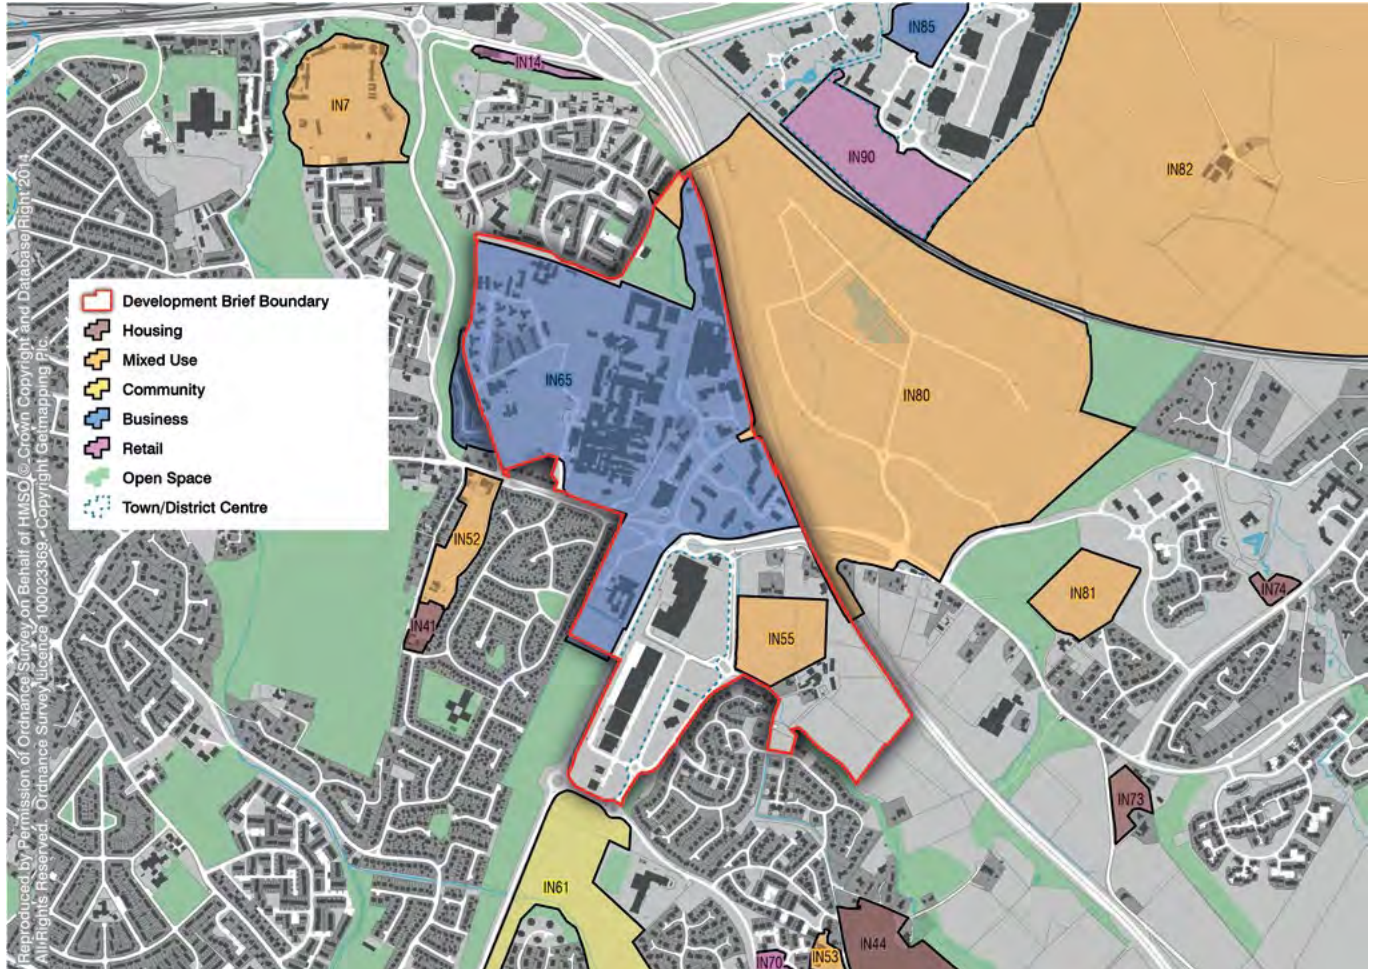 IN85
IN14
IN7
IN90
IN82
Development Brief Boundary
Housing
Mixed Use
Community
Business
Retail
Open Space
Town/District Centre
IN65
IN80
IN52
IN41
IN55
IN81
IN74
IN73
IN61
IN44
IN53
IN70
Reproduced by Permission of Ordnance Survey on Behalf of HMSO © Crown Copyright and Database Right 2014
All Rights Reserved. Ordnance Survey Licence 100023369 - Copyright Getmapping Plc.